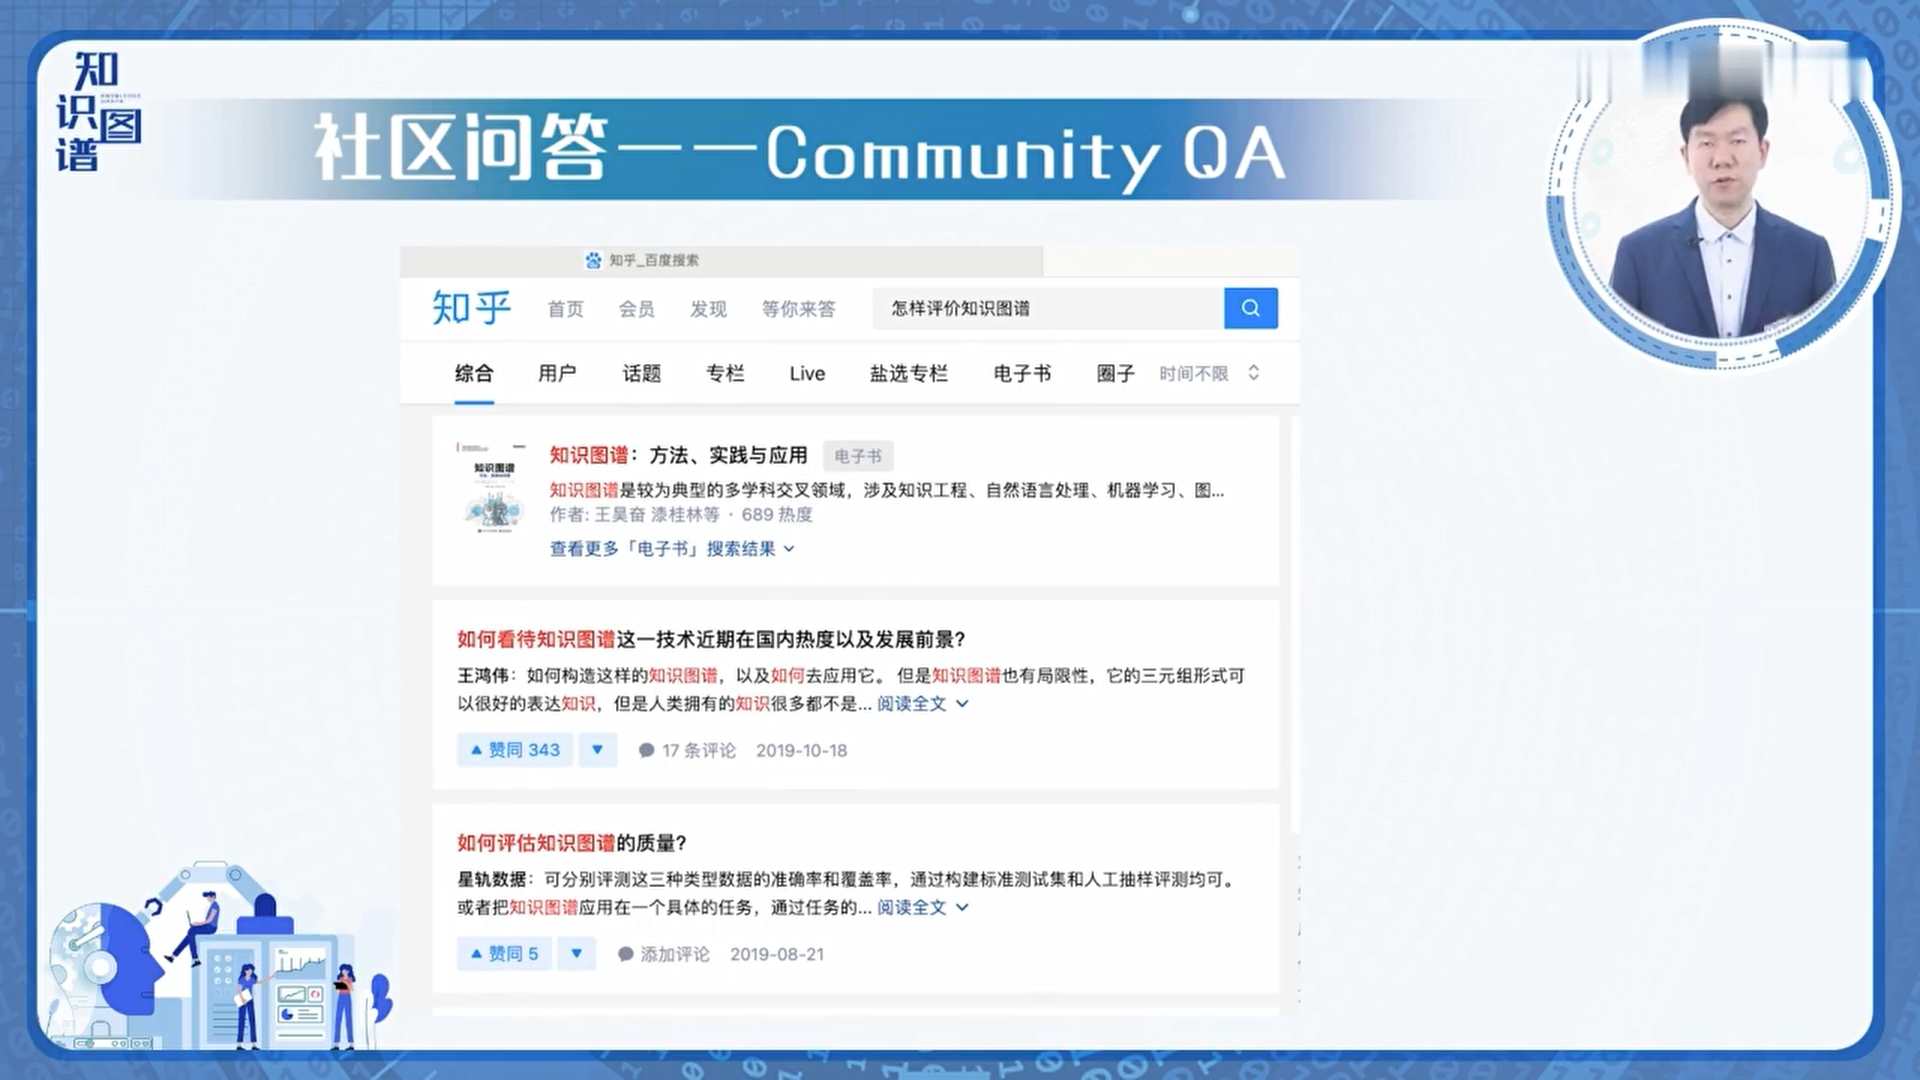 知识图谱
社区问答——Community QA
知乎_百度搜索
知乎 首页 会员 发现 等你来答 怎样评价知识图谱
综合 用户 话题 专栏 Live 盐选专栏 电子书 圈子 时间不限
知识图谱
知识图谱：方法、实践与应用 电子书
知识图谱是较为典型的多学科交叉领域，涉及知识工程、自然语言处理、机器学习、图...
作者: 王昊奋 漆桂林等 · 689 热度
查看更多「电子书」搜索结果
如何看待知识图谱这一技术近期在国内热度以及发展前景?
王鸿伟：如何构造这样的知识图谱，以及如何去应用它。 但是知识图谱也有局限性，它的三元组形式可
以很好的表达知识，但是人类拥有的知识很多都不是... 阅读全文
赞同 343 17 条评论 2019-10-18
如何评估知识图谱的质量?
星轨数据：可分别评测这三种类型数据的准确率和覆盖率，通过构建标准测试集和人工抽样评测均可。
或者把知识图谱应用在一个具体的任务，通过任务的... 阅读全文
赞同 5 添加评论 2019-08-21